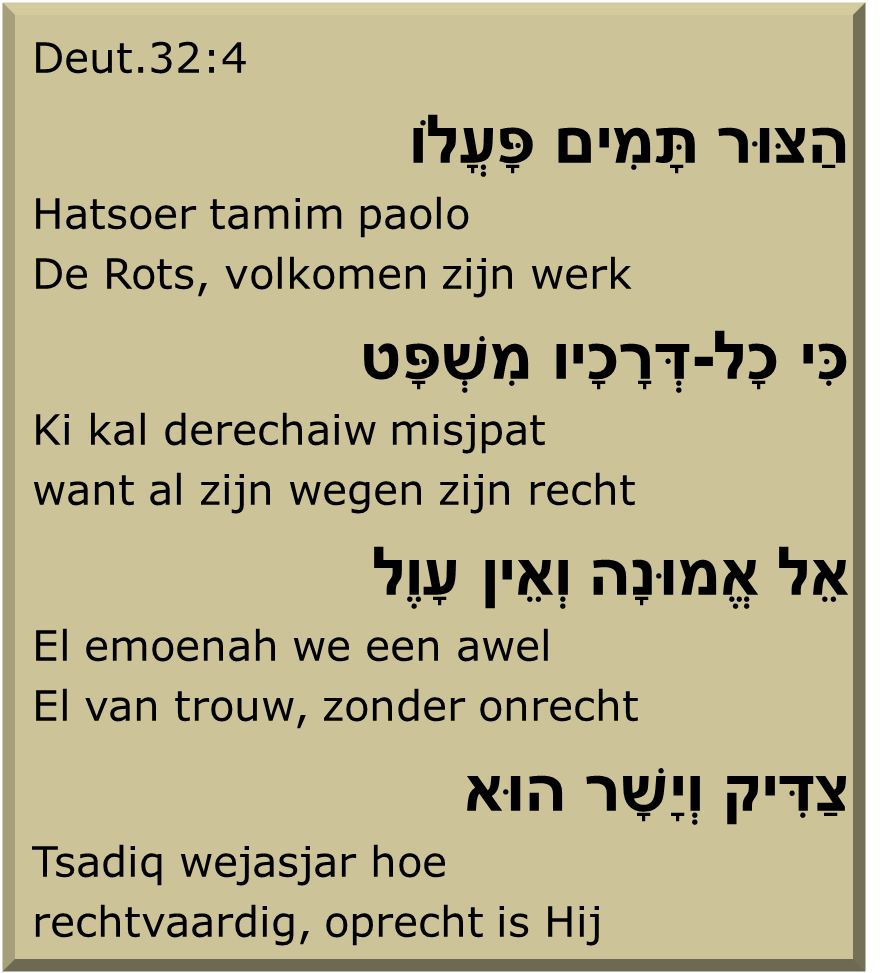 Deut.32:4
הַצּוּר תָּמִים פָּעֳלוֹ
Hatsoer tamim paolo
De Rots, volkomen zijn werk
כִּי כָל-דְּרָכָיו מִשְׁפָּט
Ki kal derechaiw misjpat
want al zijn wegen zijn recht
אֵל אֱמוּנָה וְאֵין עָוֶל
El emoenah we een awel
El van trouw, zonder onrecht
צַדִּיק וְיָשָׁר הוּא
Tsadiq wejasjar hoe
rechtvaardig, oprecht is Hij